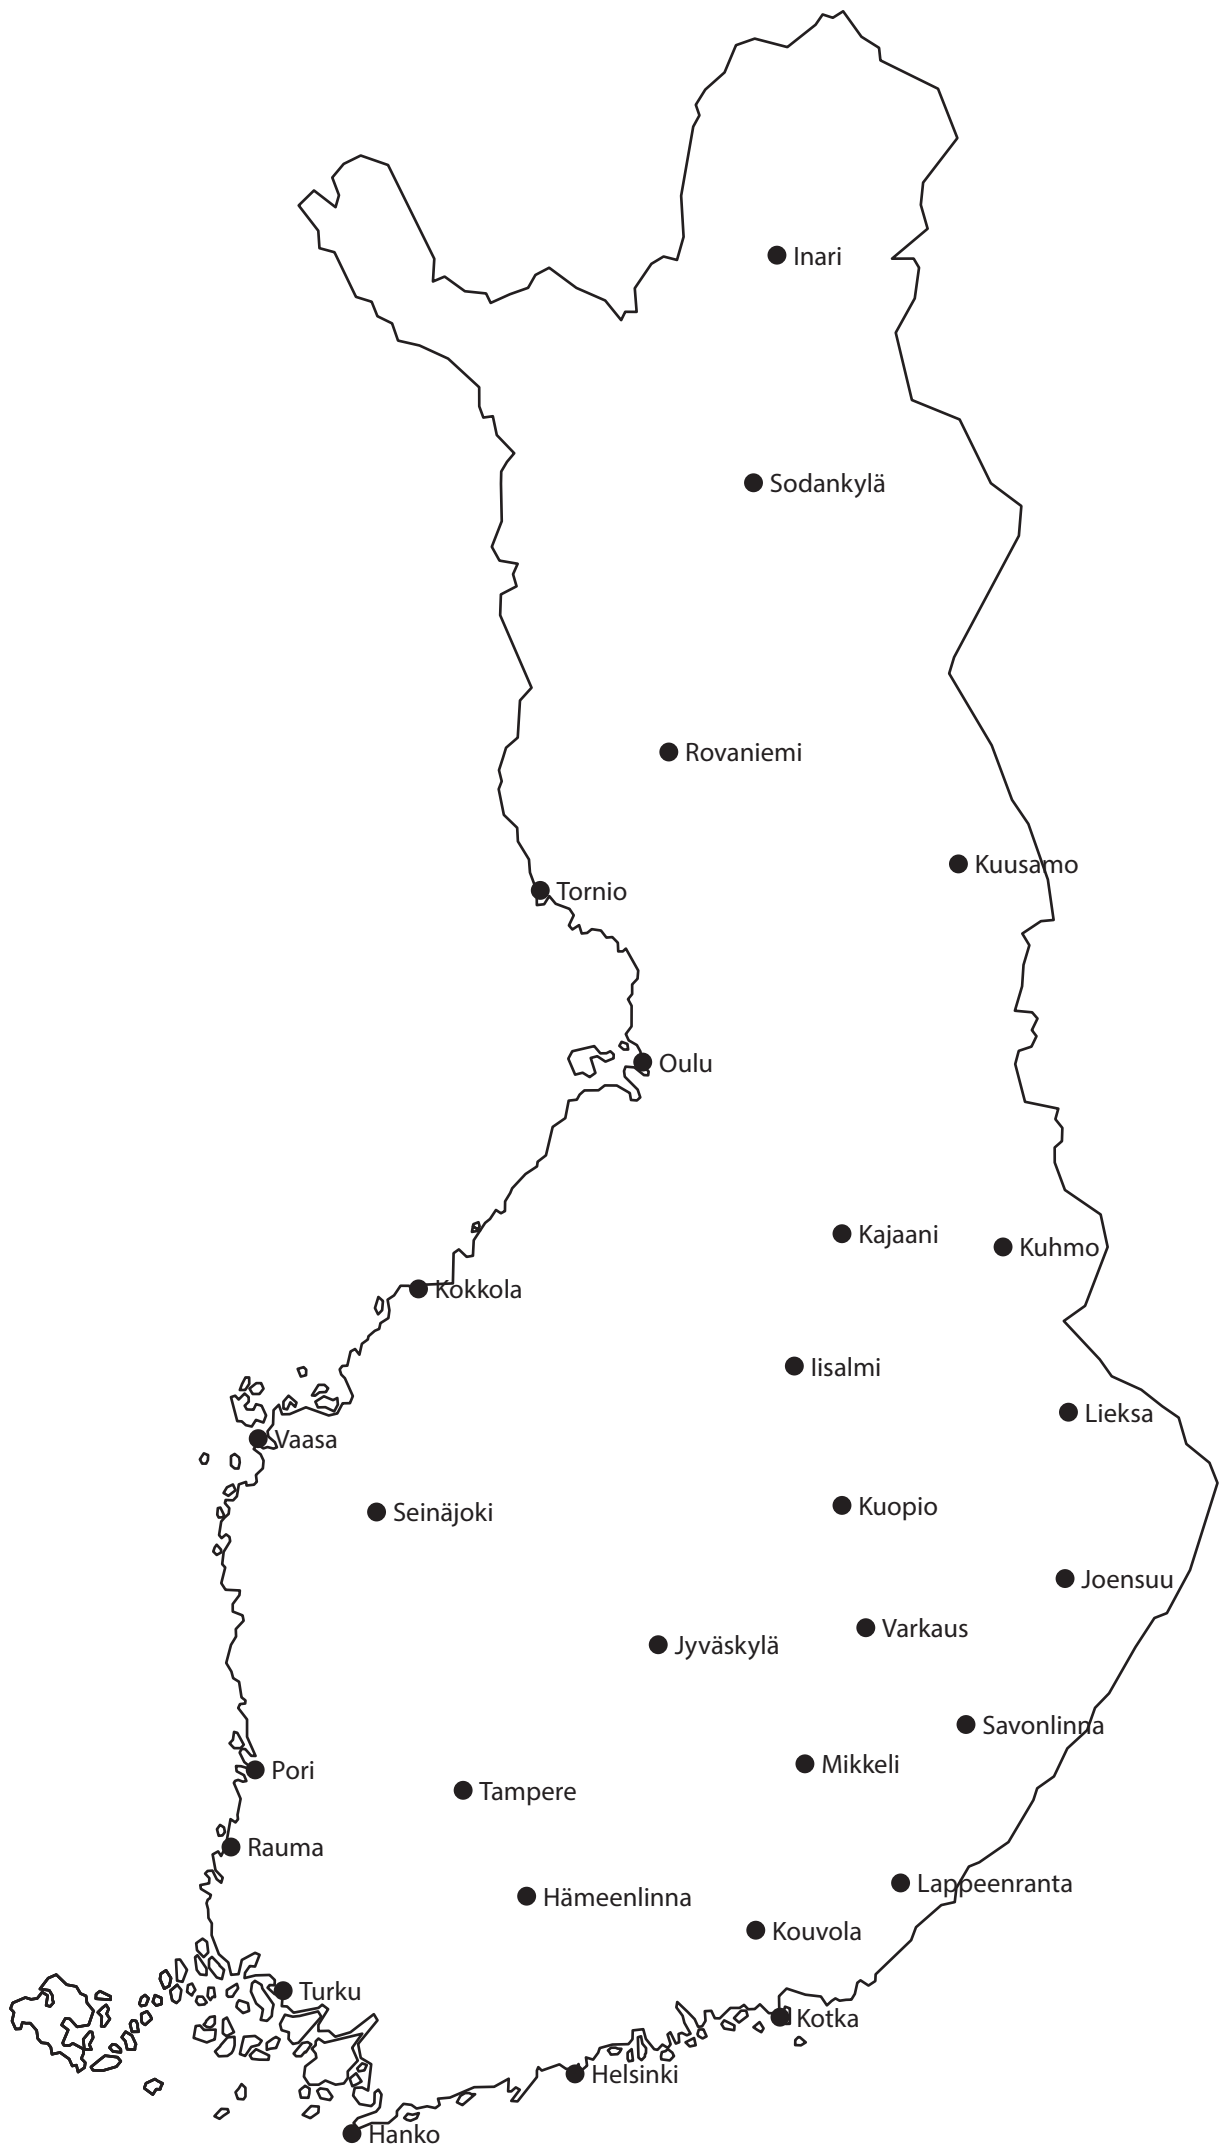 Inari
Sodankylä
Rovaniemi
Kuusamo
Tornio
Oulu
Kajaani
Kuhmo
Kokkola
Iisalmi
Lieksa
Vaasa
Kuopio
Seinäjoki
Joensuu
Varkaus
Jyväskylä
Savonlinna
Mikkeli
Pori
Tampere
Rauma
Lappeenranta
Hämeenlinna
Kouvola
Turku
Kotka
Helsinki
Hanko